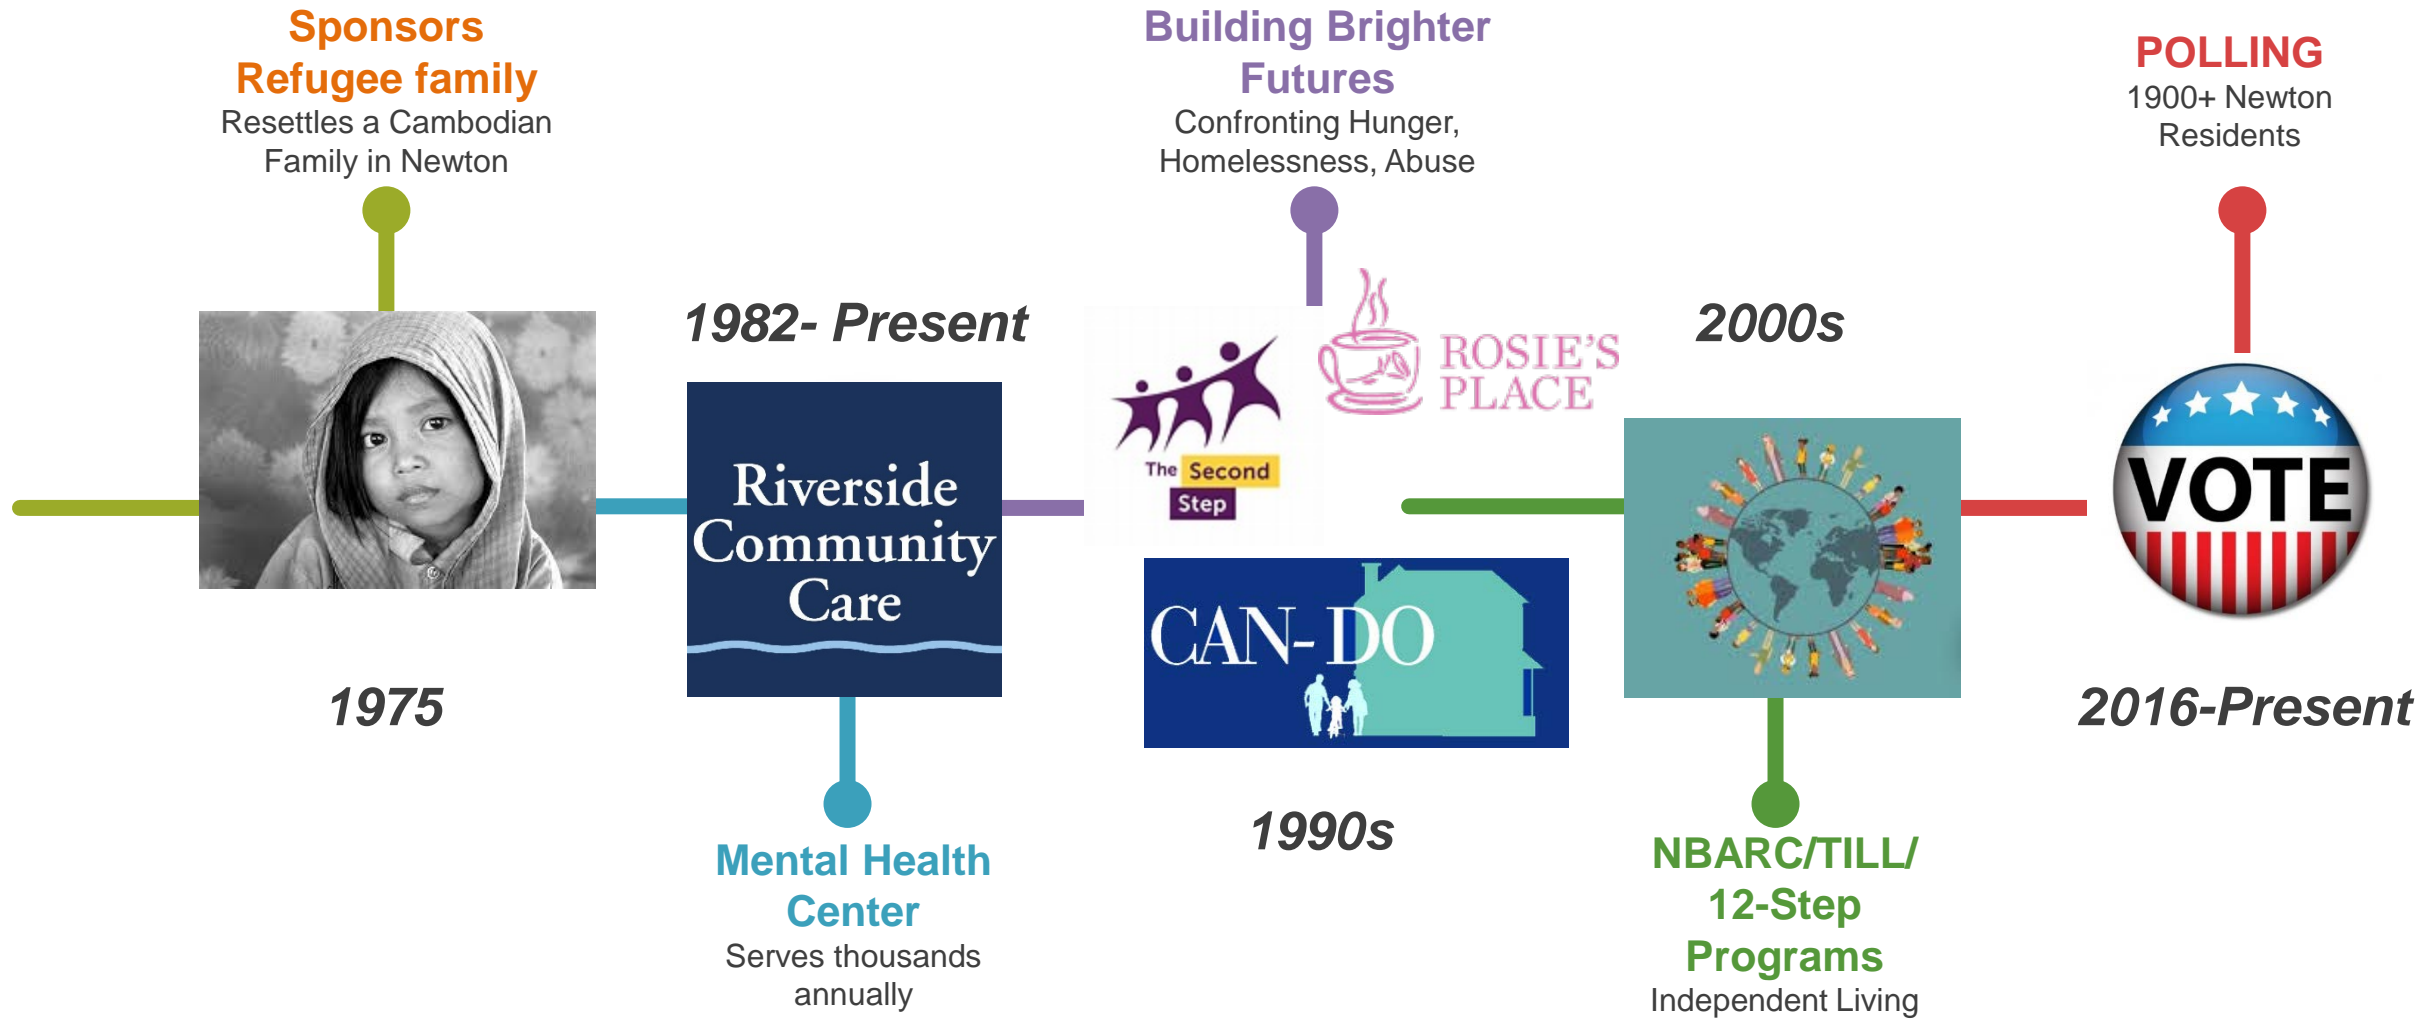 Sponsors
Refugee family
Resettles a Cambodian
Family in Newton
1975
1982- Present
Riverside
Community
Care
Mental Health
Center
Serves thousands
annually
Building Brighter
Futures
Confronting Hunger,
Homelessness, Abuse
ROSIE'S
PLACE
The Second
Step
CAN-DO
1990s
2000s
NBARC/TILL/
12-Step
Programs
Independent Living
POLLING
1900+ Newton
Residents
VOTE
2016-Present